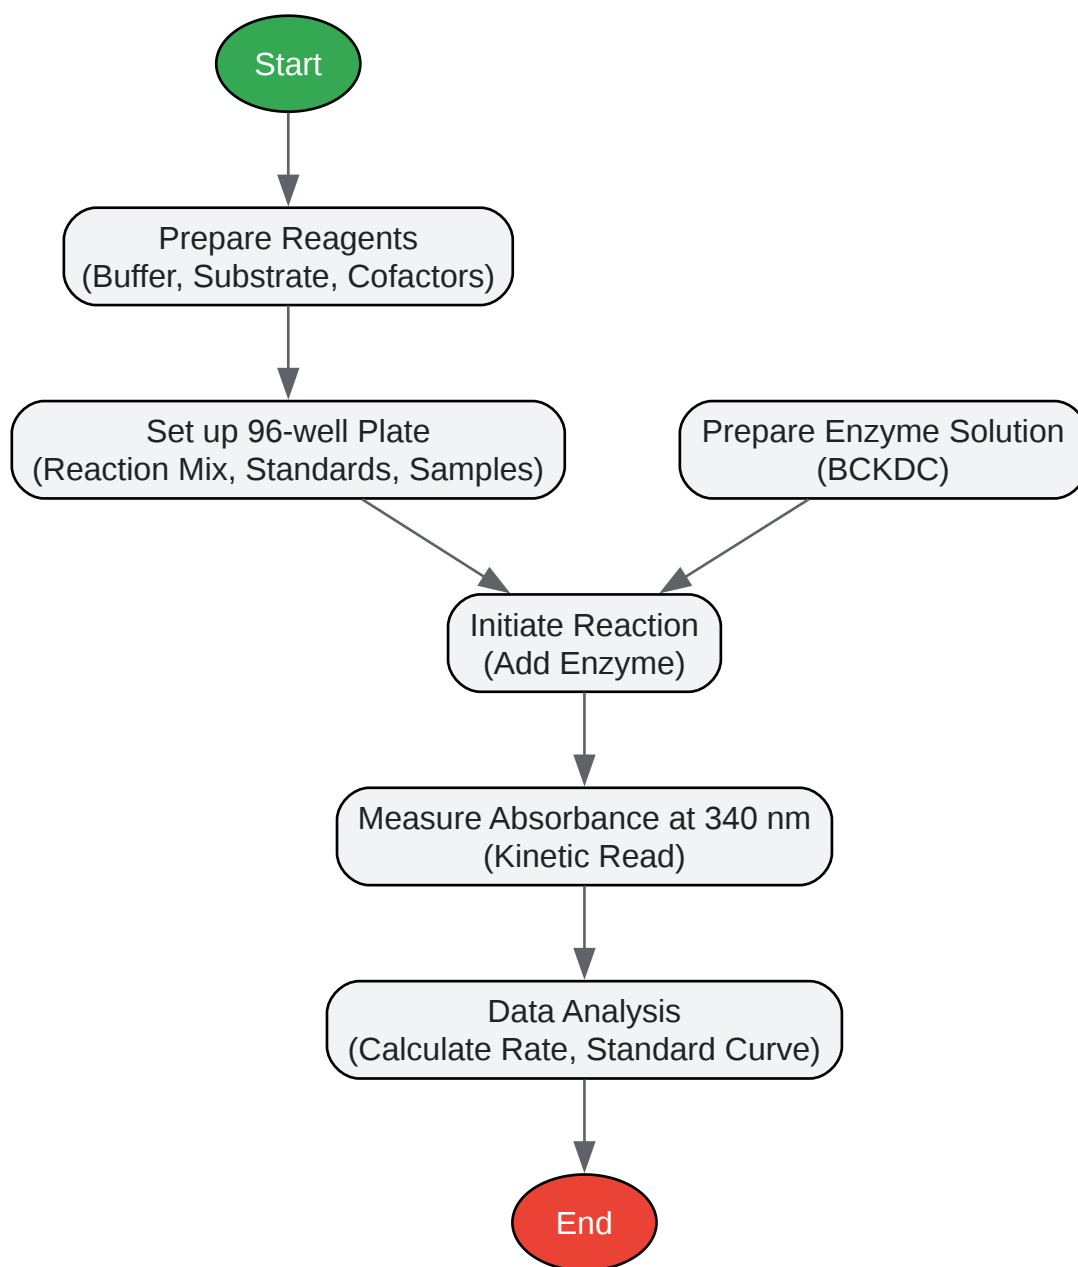 Start
Prepare Reagents
(Buffer, Substrate, Cofactors)
Set up 96-well Plate
(Reaction Mix, Standards, Samples)
Prepare Enzyme Solution
(BCKDC)
Initiate Reaction
(Add Enzyme)
Measure Absorbance at 340 nm
(Kinetic Read)
Data Analysis
(Calculate Rate, Standard Curve)
End